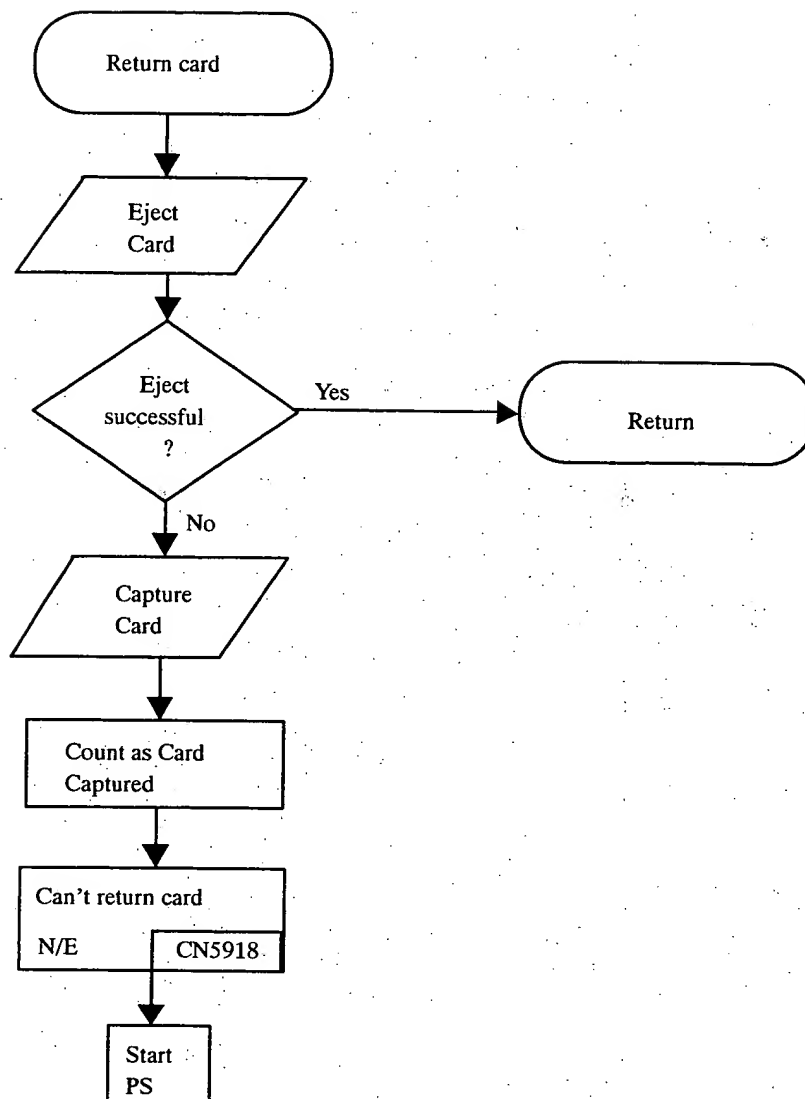 Return card
Eject
Card
Eject
successful
?
Yes
Return
No
Capture
Card
Count as Card
Captured
Can't return card
N/E
CN5918
Start
PS